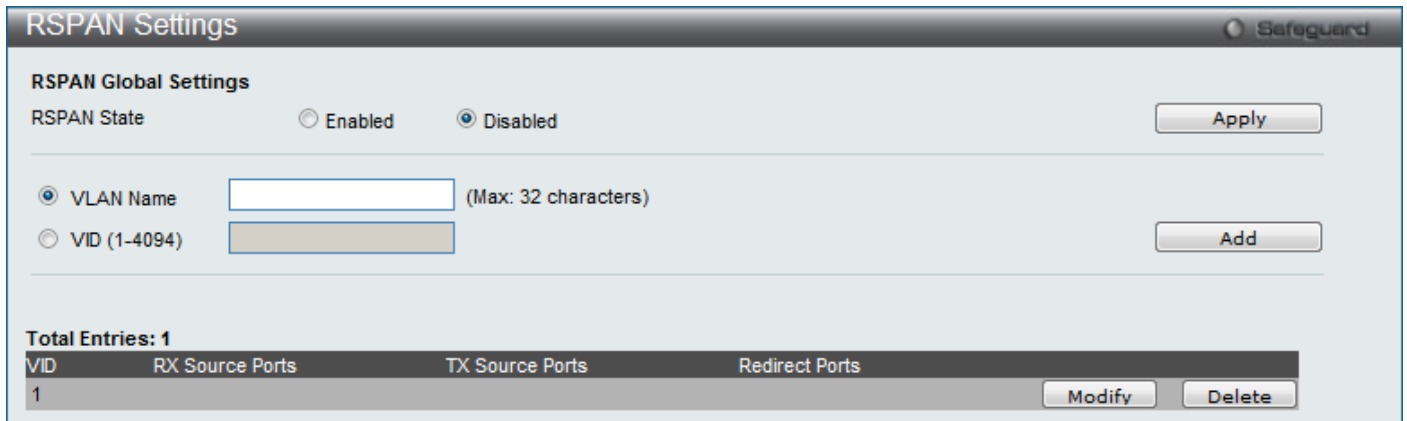 RSPAN Settings
Safeguard
RSPAN Global Settings
RSPAN State Enabled Disabled Apply
VLAN Name (Max: 32 characters)
VID (1-4094) Add
Total Entries: 1
VID RX Source Ports TX Source Ports Redirect Ports
1 Modify Delete